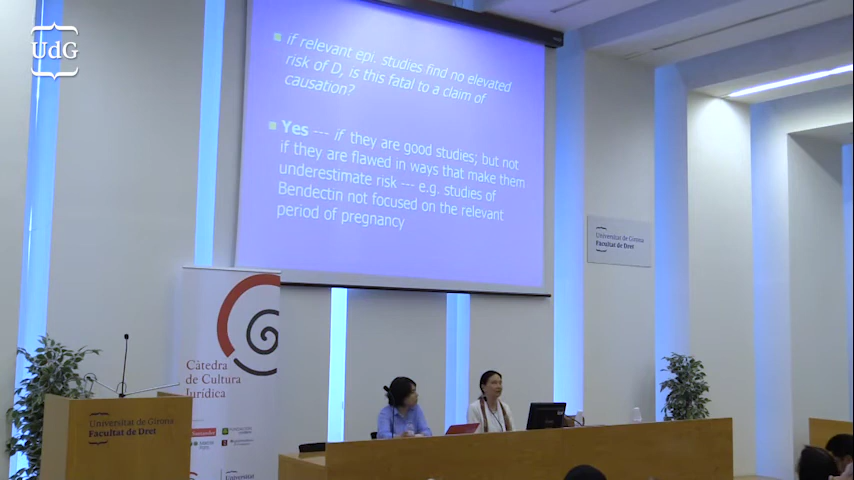 UdG
if relevant epi. studies find no elevated
risk of D, is this fatal to a claim of
causation?
Yes --- if they are good studies; but not
if they are flawed in ways that make them
underestimate risk --- e.g. studies of
Bendectin not focused on the relevant
period of pregnancy
Universitat de Girona
Facultat de Dret
Càtedra
de Cultura
Jurídica
Universitat de Girona
Facultat de Dret